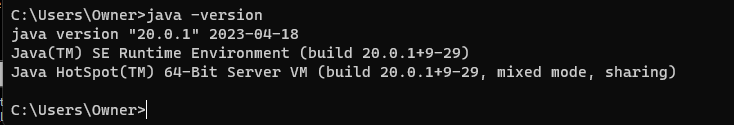 C:\Users\Owner>java -version
java version "20.0.1" 2023-04-18
Java(TM) SE Runtime Environment (build 20.0.1+9-29)
Java HotSpot(TM) 64-Bit Server VM (build 20.0.1+9-29, mixed mode, sharing)
C:\Users\Owner>